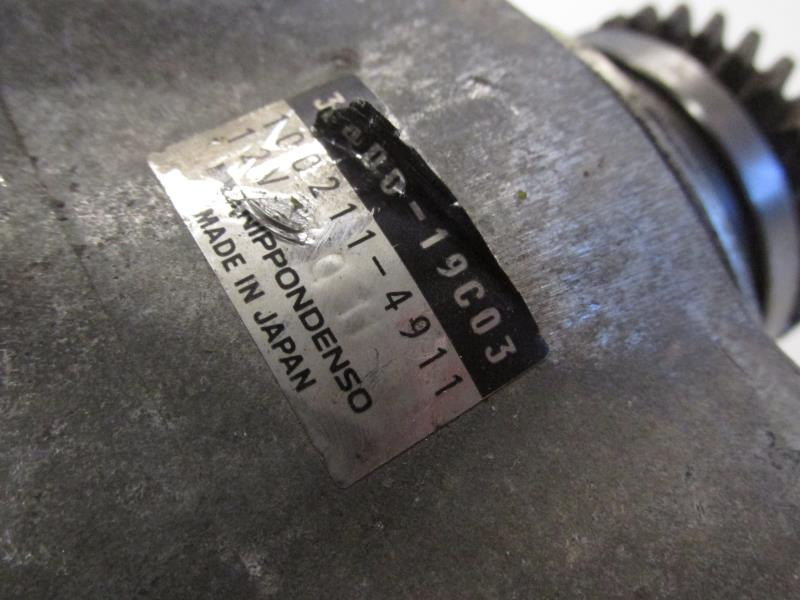 -19C03
100211-4911
12V-
NIPPONDENSO
MADE IN JAPAN